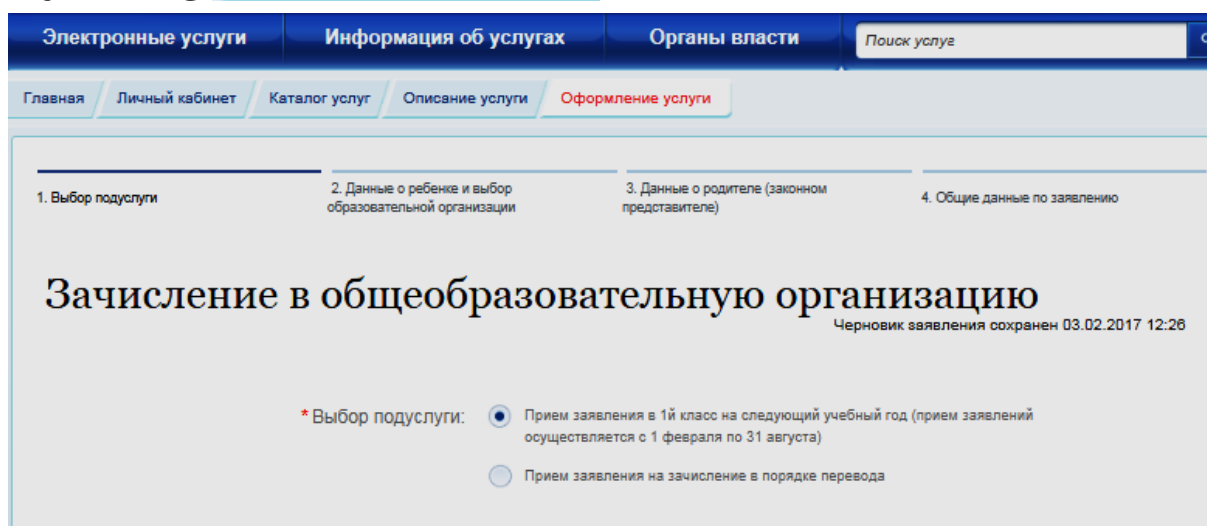 Электронные услуги Информация об услугах Органы власти Поиск услуг
Главная Личный кабинет Каталог услуг Описание услуги Оформление услуги
1. Выбор подуслуги
2. Данные о ребенке и выбор
образовательной организации
3. Данные о родителе (законном
представителе)
4. Общие данные по заявлению
Зачисление в общеобразовательную организацию
Черновик заявления сохранен 03.02.2017 12:26
*Выбор подуслуги:
Прием заявления в 1й класс на следующий учебный год (прием заявлений
осуществляется с 1 февраля по 31 августа)
Прием заявления на зачисление в порядке перевода